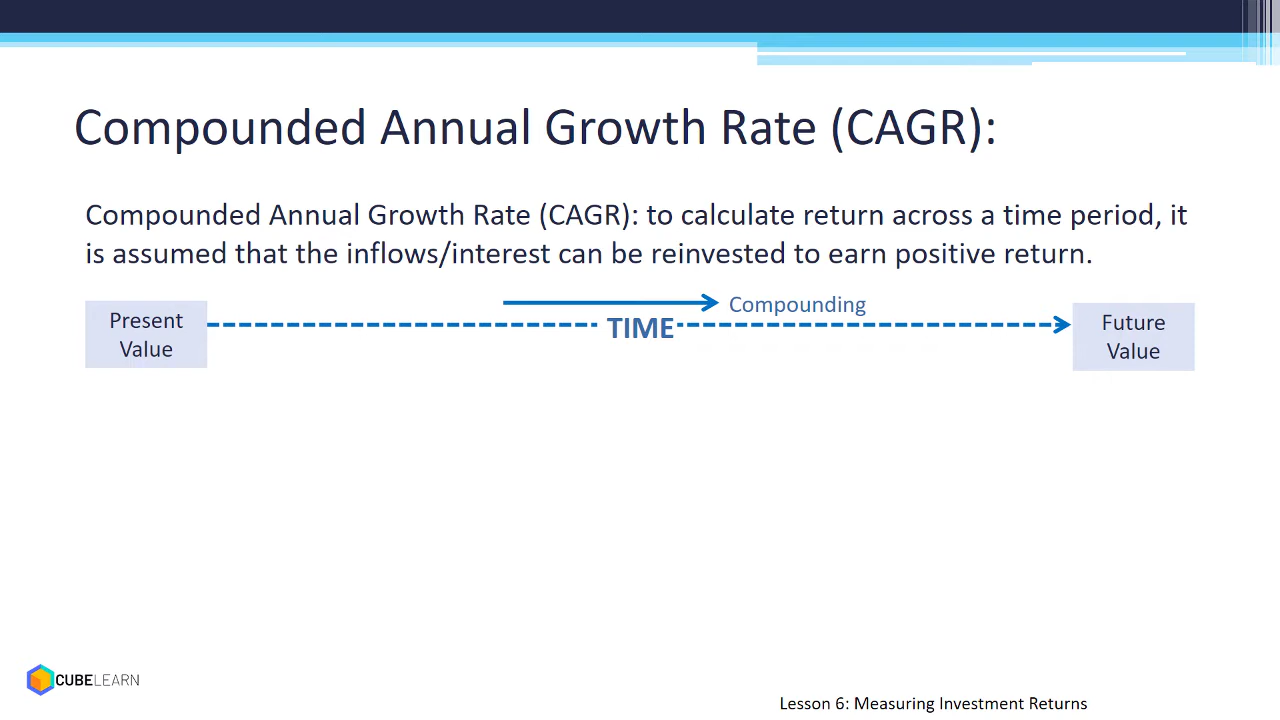 Compounded Annual Growth Rate (CAGR):
Compounded Annual Growth Rate (CAGR): to calculate return across a time period, it
is assumed that the inflows/interest can be reinvested to earn positive return.
Compounding
Present
Value
TIME
Future
Value
CUBELEARN
Lesson 6: Measuring Investment Returns